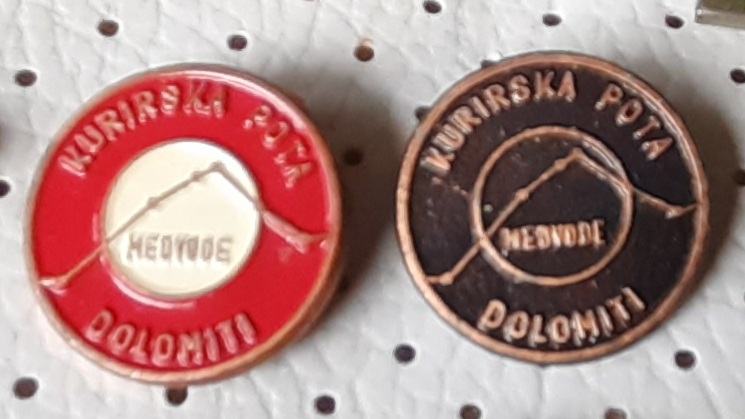 KURIRSKA POTA
MEDVODE
DOLOMITI
KURIRSKA POTA
MEDVODE
DOLOMITI